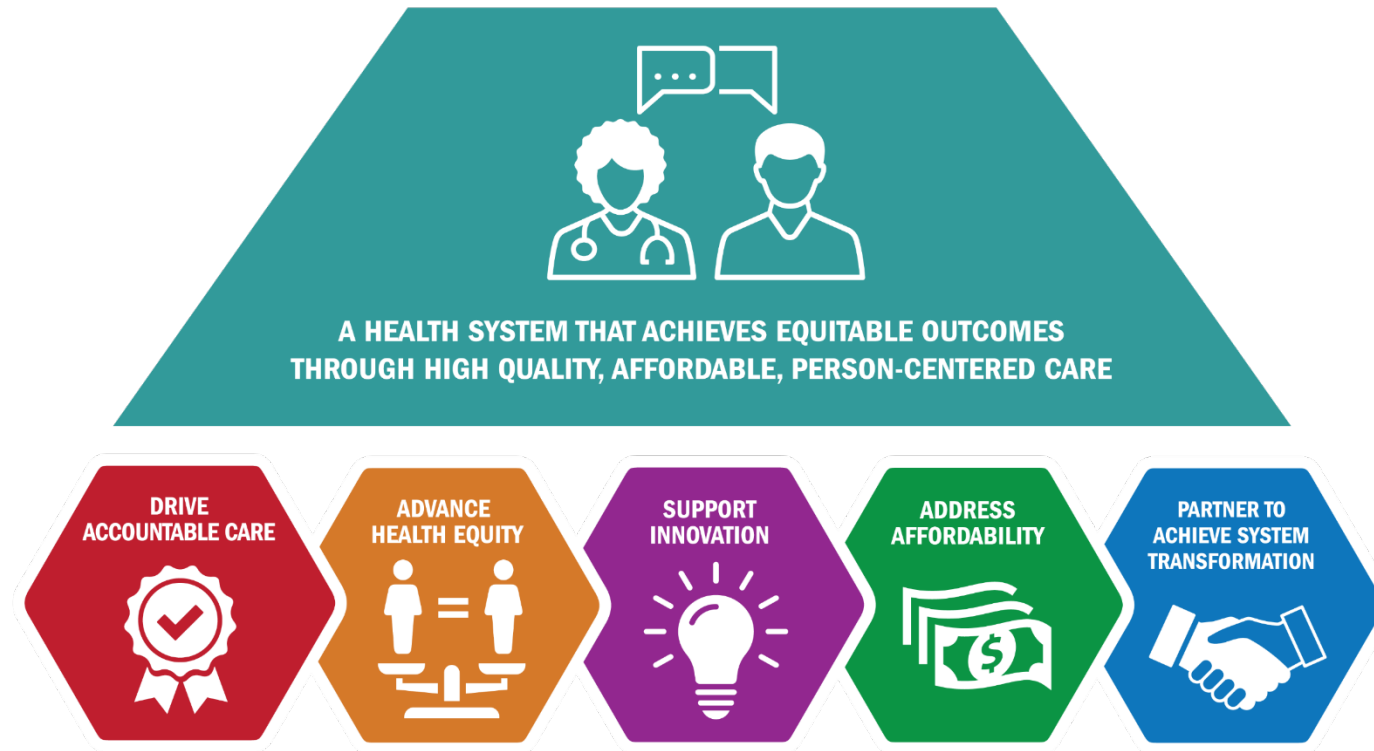 A HEALTH SYSTEM THAT ACHIEVES EQUITABLE OUTCOMES
THROUGH HIGH QUALITY, AFFORDABLE, PERSON-CENTERED CARE
DRIVE
ACCOUNTABLE CARE
ADVANCE
HEALTH EQUITY
=
SUPPORT
INNOVATION
ADDRESS
AFFORDABILITY
$
PARTNER TO
ACHIEVE SYSTEM
TRANSFORMATION